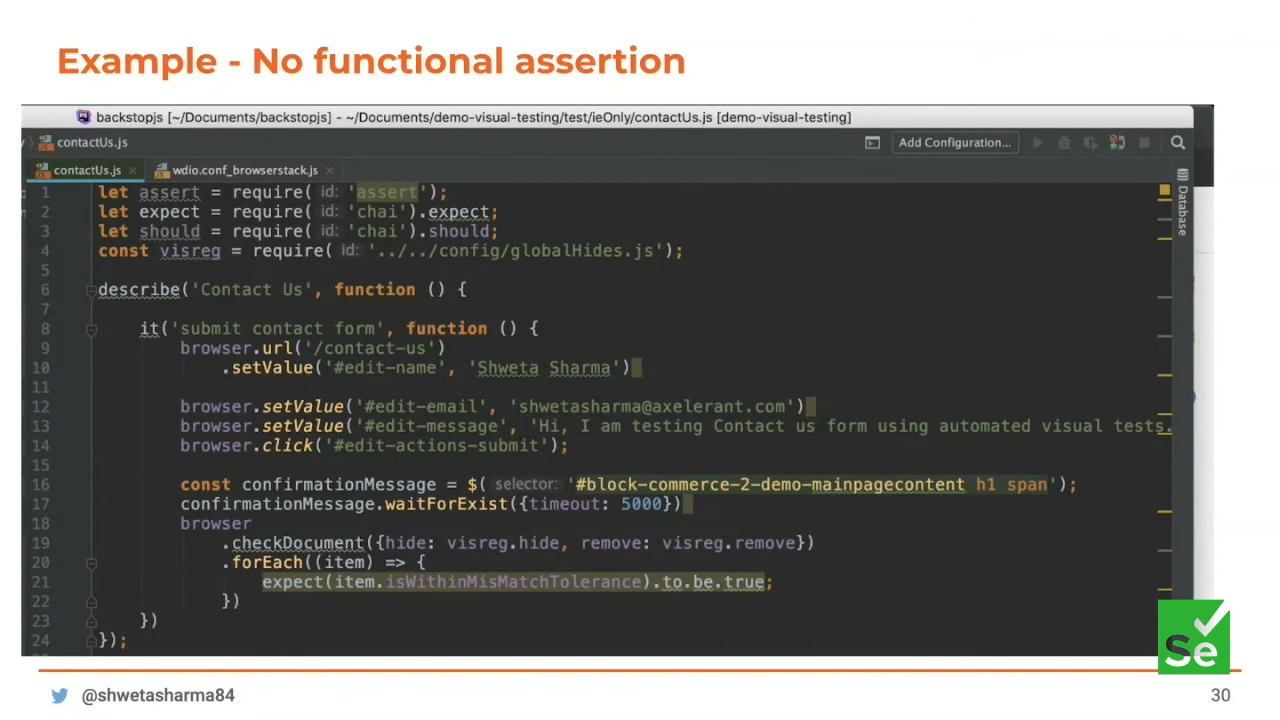 Example - No functional assertion
backstopjs [~/Documents/backstopjs] - ~/Documents/demo-visual-testing/test/ieOnly/contactUs.js [demo-visual-testing]
contactUs.js
Add Configuration...
contactUs.js
wdio.conf_browserstack.js
Database
1 let assert = require( id: 'assert');
2 let expect = require( id: 'chai').expect;
3 let should = require( id: 'chai').should;
4 const visreg = require( id: '../../config/globalHides.js');
5
6 describe('Contact Us', function () {
7
8 it('submit contact form', function () {
9 browser.url('/contact-us')
10 .setValue('#edit-name', 'Shweta Sharma')
11
12 browser.setValue('#edit-email', 'shwetasharma@axelerant.com')
13 browser.setValue('#edit-message', 'Hi, I am testing Contact us form using automated visual tests.
14 browser.click('#edit-actions-submit');
15
16 const confirmationMessage = $( selector: '#block-commerce-2-demo-mainpagecontent h1 span');
17 confirmationMessage.waitForExist({timeout: 5000})
18 browser
19 .checkDocument({hide: visreg.hide, remove: visreg.remove})
20 .forEach((item) => {
21 expect(item.isWithinMisMatchTolerance).to.be.true;
22 })
23 })
24 });
Se
@shwetasharma84
30